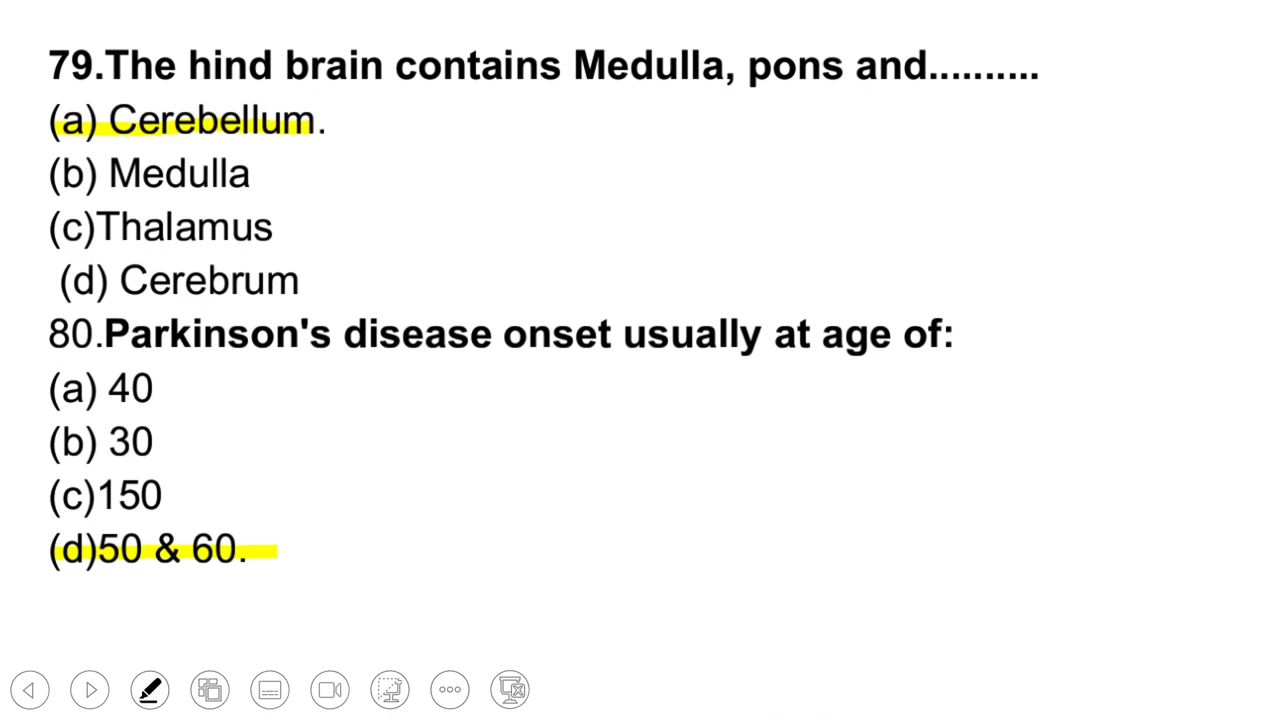 79.The hind brain contains Medulla, pons and..........
(a) Cerebellum.
(b) Medulla
(c)Thalamus
(d) Cerebrum
80.Parkinson's disease onset usually at age of:
(a) 40
(b) 30
(c)150
(d)50 & 60.